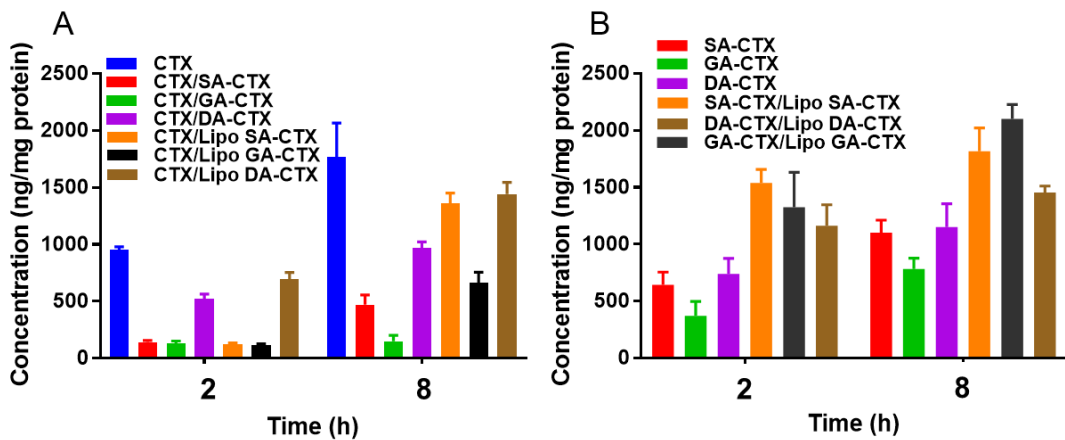 A
Concentration (ng/mg protein)
2500
2000
1500
1000
500
0
CTX
CTX/SA-CTX
CTX/GA-CTX
CTX/DA-CTX
CTX/Lipo SA-CTX
CTX/Lipo GA-CTX
CTX/Lipo DA-CTX
2
8
Time (h)
B
Concentration (ng/mg protein)
2500
2000
1500
1000
500
0
SA-CTX
GA-CTX
DA-CTX
SA-CTX/Lipo SA-CTX
DA-CTX/Lipo DA-CTX
GA-CTX/Lipo GA-CTX
2
8
Time (h)